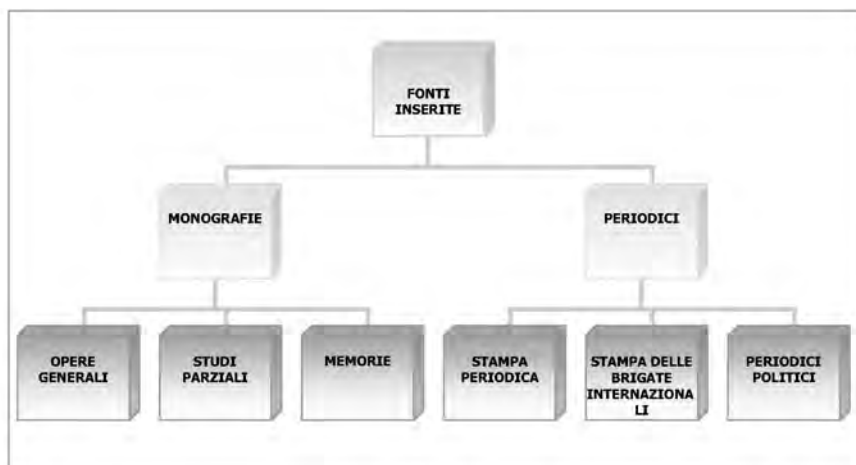 FONTI
INSERITE
MONOGRAFIE
PERIODICI
OPERE
GENERALI
STUDI
PARZIALI
MEMORIE
STAMPA
PERIODICA
STAMPA DELLE
BRIGATE
INTERNAZIONA
LI
PERIODICI
POLITICI